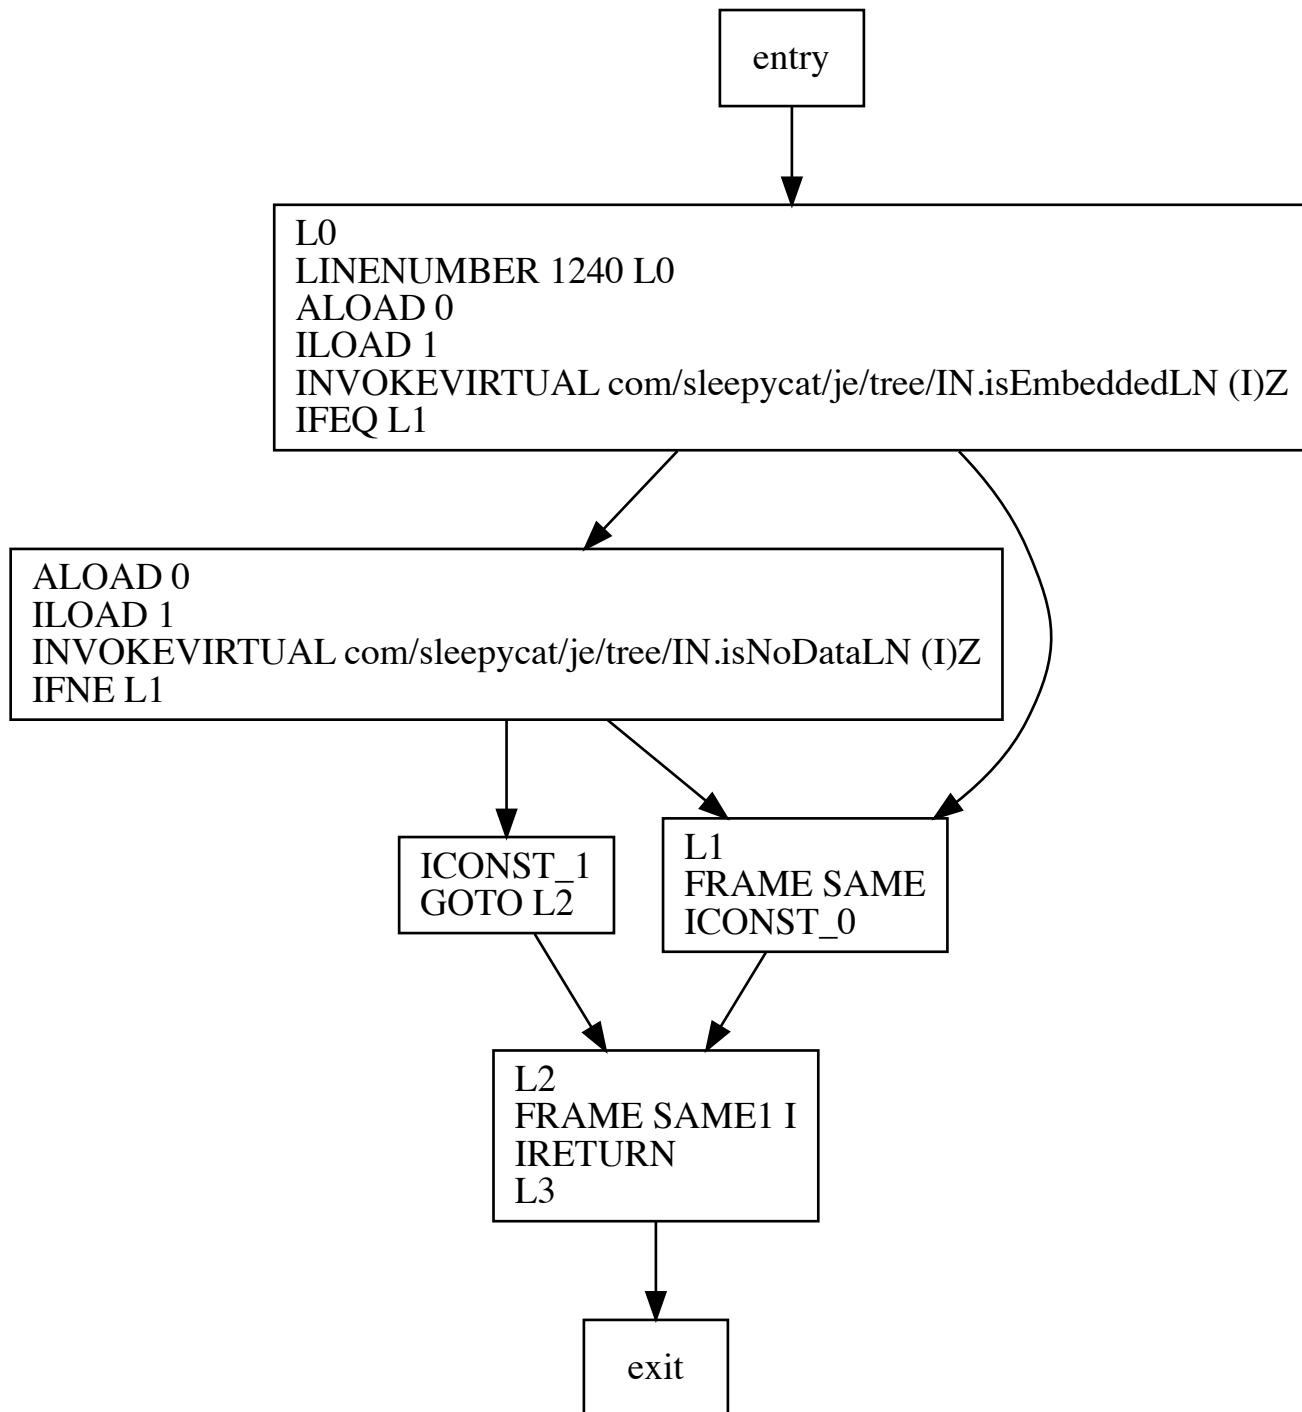 entry
L0
LINENUMBER 1240 L0
ALOAD 0
ILOAD 1
INVOKEVIRTUAL com/sleepycat/je/tree/IN.isEmbeddedLN (I)Z
IFEQ L1
ALOAD 0
ILOAD 1
INVOKEVIRTUAL com/sleepycat/je/tree/IN.isNoDataLN (I)Z
IFNE L1
ICONST_1
GOTO L2
L1
FRAME SAME
ICONST_0
L2
FRAME SAME1 I
IRETURN
L3
exit